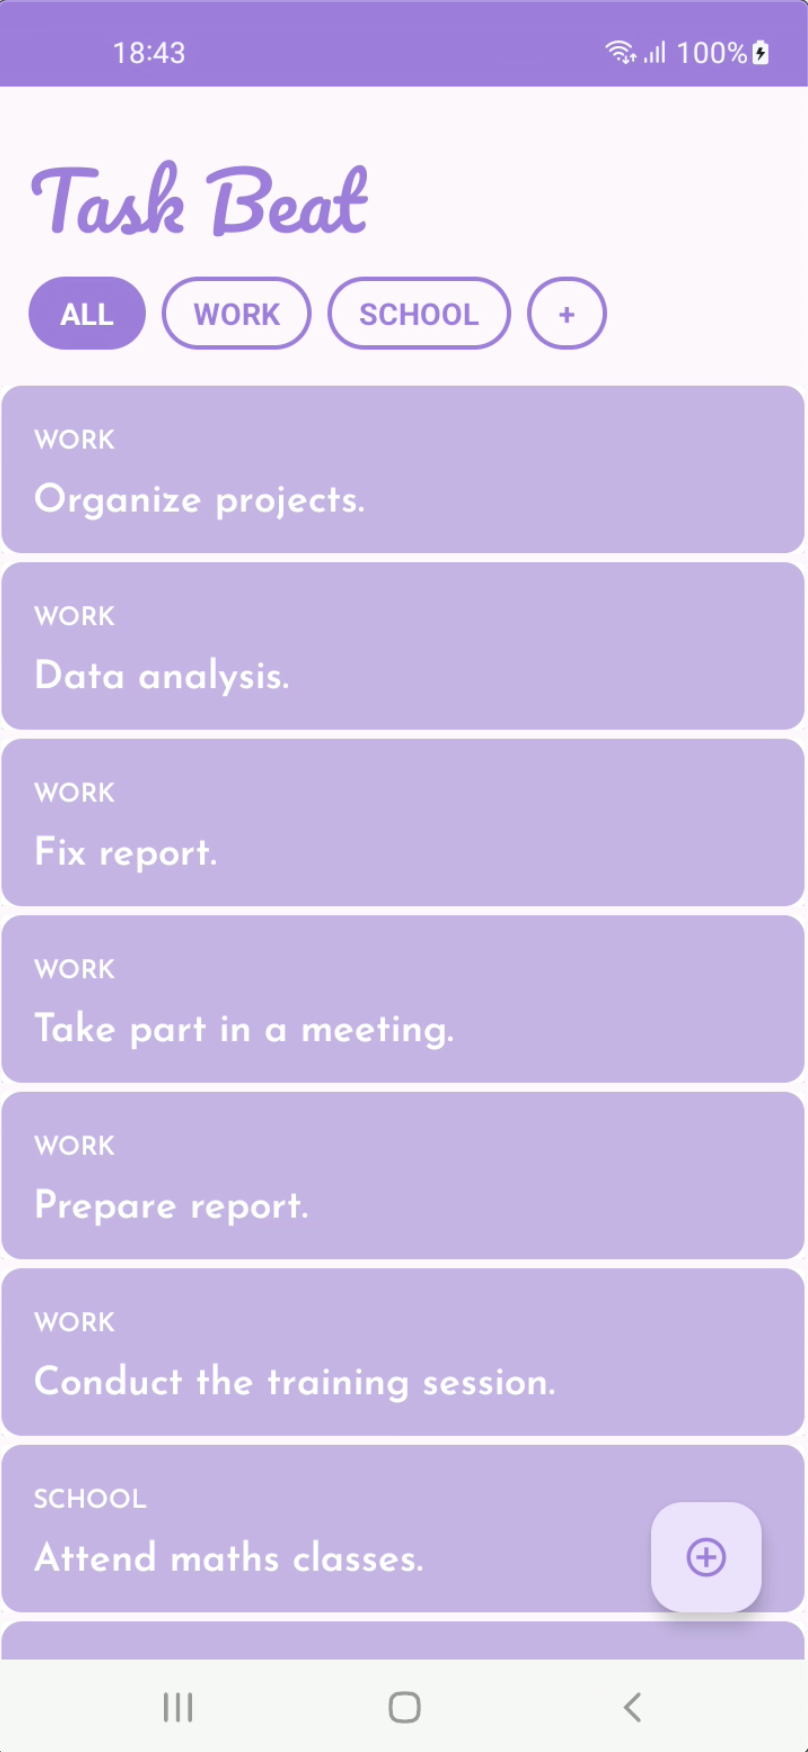 18:43 100%
Task Beat
ALL WORK SCHOOL +
WORK
Organize projects.
WORK
Data analysis.
WORK
Fix report.
WORK
Take part in a meeting.
WORK
Prepare report.
WORK
Conduct the training session.
SCHOOL
Attend maths classes.